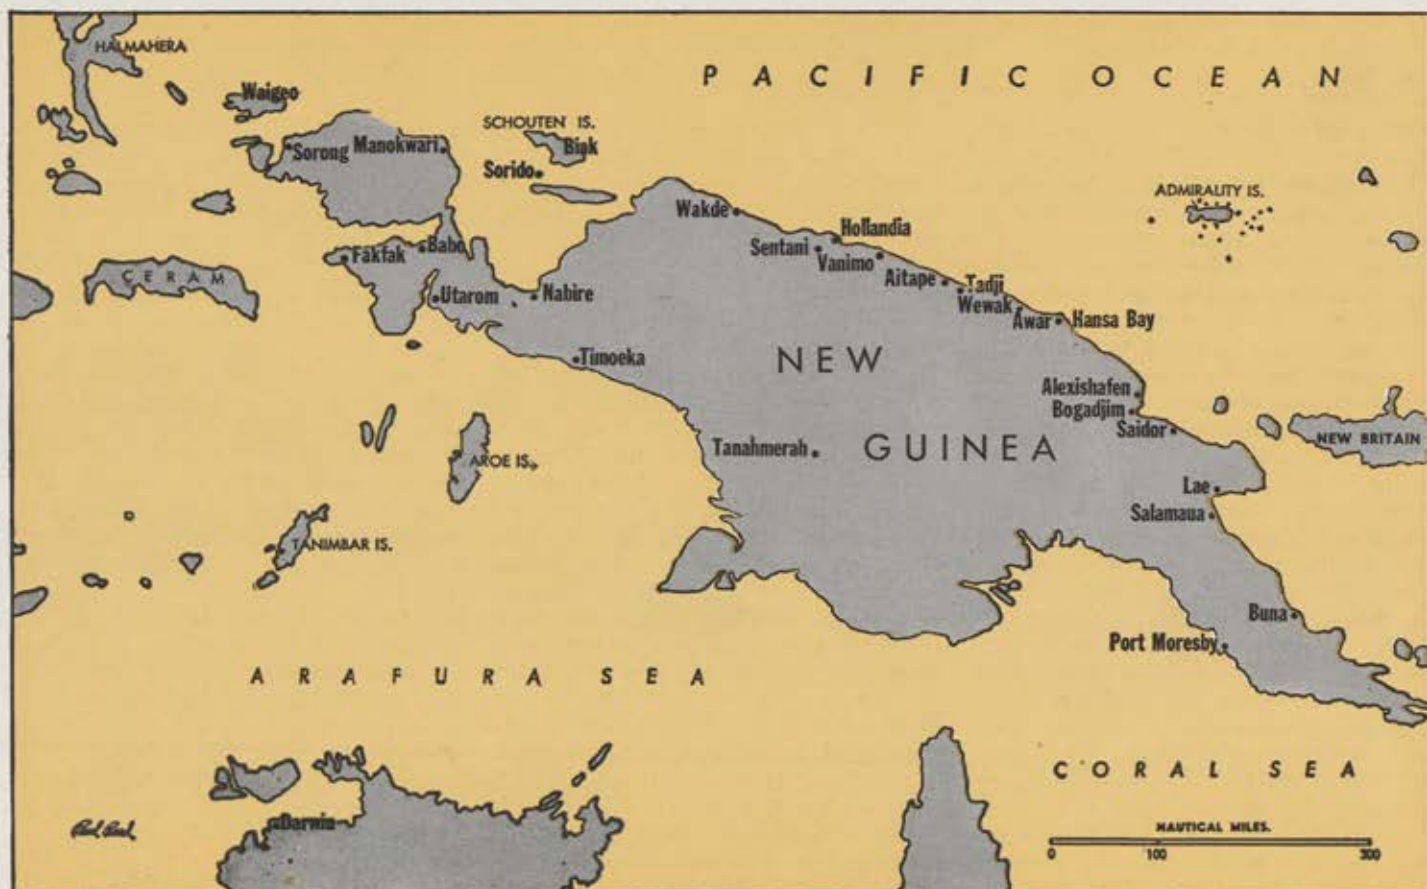 HALMAHERA
PACIFIC OCEAN
Waigeo
SCHOUTEN IS.
Biak
Sorong
Manokwari
Sorido
ADMIRALITY IS.
Wakde
Hollandia
Sentani
Vanimo
Fakfak
Babo
CERAM
Aitape
Tadji
Utarom
Nabire
Wewak
Awar
Hansa Bay
Timoeka
NEW
GUINEA
Alexishafen
Bogadjim
Saidor
NEW BRITAIN
Tanahmerah
AROE IS.
Lae
Salamaua
TANIMBAR IS.
Buna
Port Moresby
ARAFURA SEA
CORAL SEA
Darwin
NAUTICAL MILES.
0 100 300